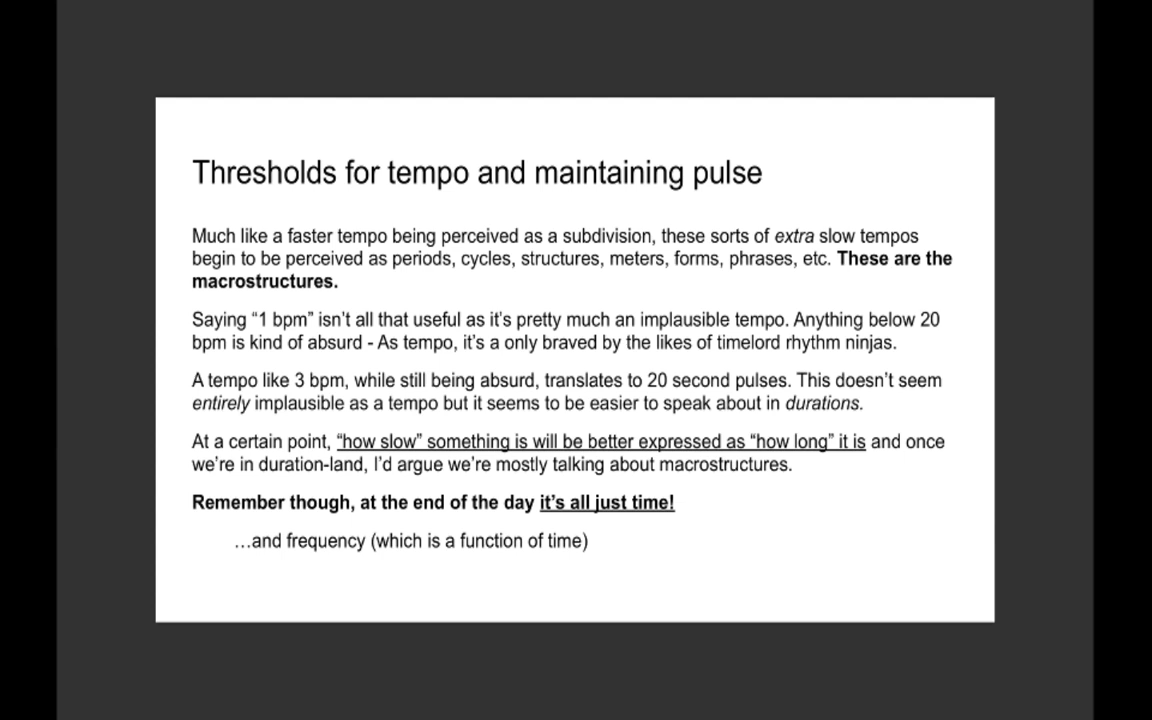 Thresholds for tempo and maintaining pulse
Much like a faster tempo being perceived as a subdivision, these sorts of extra slow tempos
begin to be perceived as periods, cycles, structures, meters, forms, phrases, etc. These are the
macrostructures.
Saying “1 bpm” isn’t all that useful as it’s pretty much an implausible tempo. Anything below 20
bpm is kind of absurd - As tempo, it’s a only braved by the likes of timelord rhythm ninjas.
A tempo like 3 bpm, while still being absurd, translates to 20 second pulses. This doesn’t seem
entirely implausible as a tempo but it seems to be easier to speak about in durations.
At a certain point, “how slow” something is will be better expressed as “how long” it is and once
we’re in duration-land, I’d argue we’re mostly talking about macrostructures.
Remember though, at the end of the day it’s all just time!
…and frequency (which is a function of time)